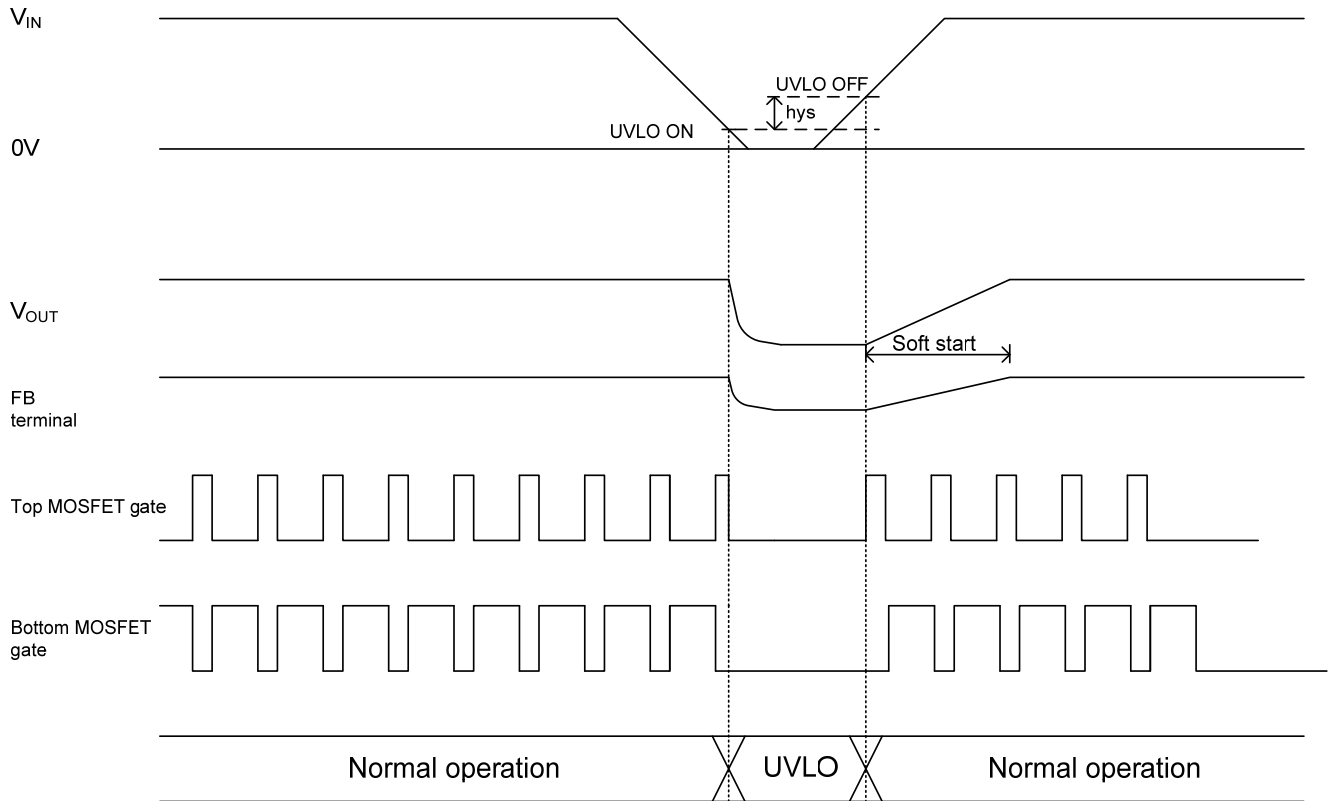 VIN
UVLO OFF
hys
UVLO ON
0V
VOUT
Soft start
FB
terminal
Top MOSFET gate
Bottom MOSFET
gate
Normal operation
UVLO
Normal operation